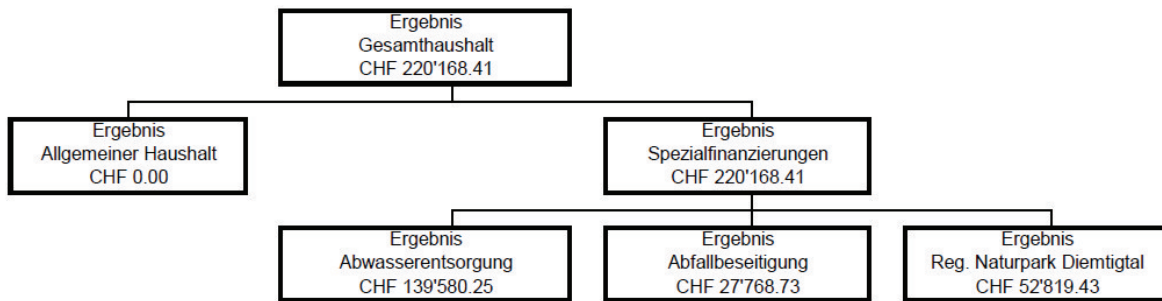 Ergebnis
Gesamthaushalt
CHF 220'168.41
Ergebnis
Allgemeiner Haushalt
CHF 0.00
Ergebnis
Spezialfinanzierungen
CHF 220'168.41
Ergebnis
Abwasserentsorgung
CHF 139'580.25
Ergebnis
Abfallbeseitigung
CHF 27'768.73
Ergebnis
Reg. Naturpark Diemtigtal
CHF 52'819.43